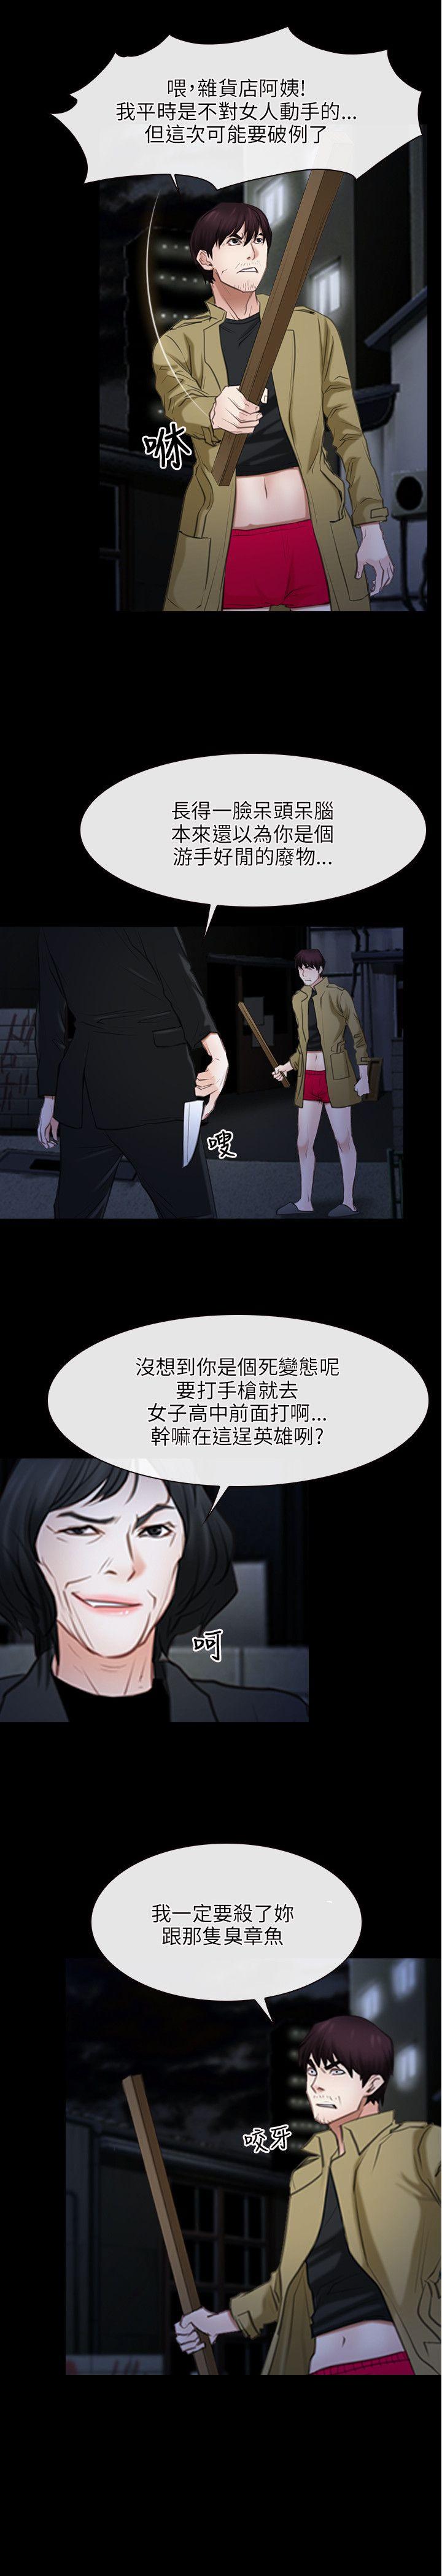 喂,雜貨店阿姨!
我平時是不對女人動手的...
但這次可能要破例了
咻
長得一臉呆頭呆腦
本來還以為你是個
游手好閒的廢物...
嗖
沒想到你是個死變態呢
要打手槍就去
女子高中前面打啊...
幹嘛在這逞英雄咧?
呵
我一定要殺了妳
跟那隻臭章魚
咬牙